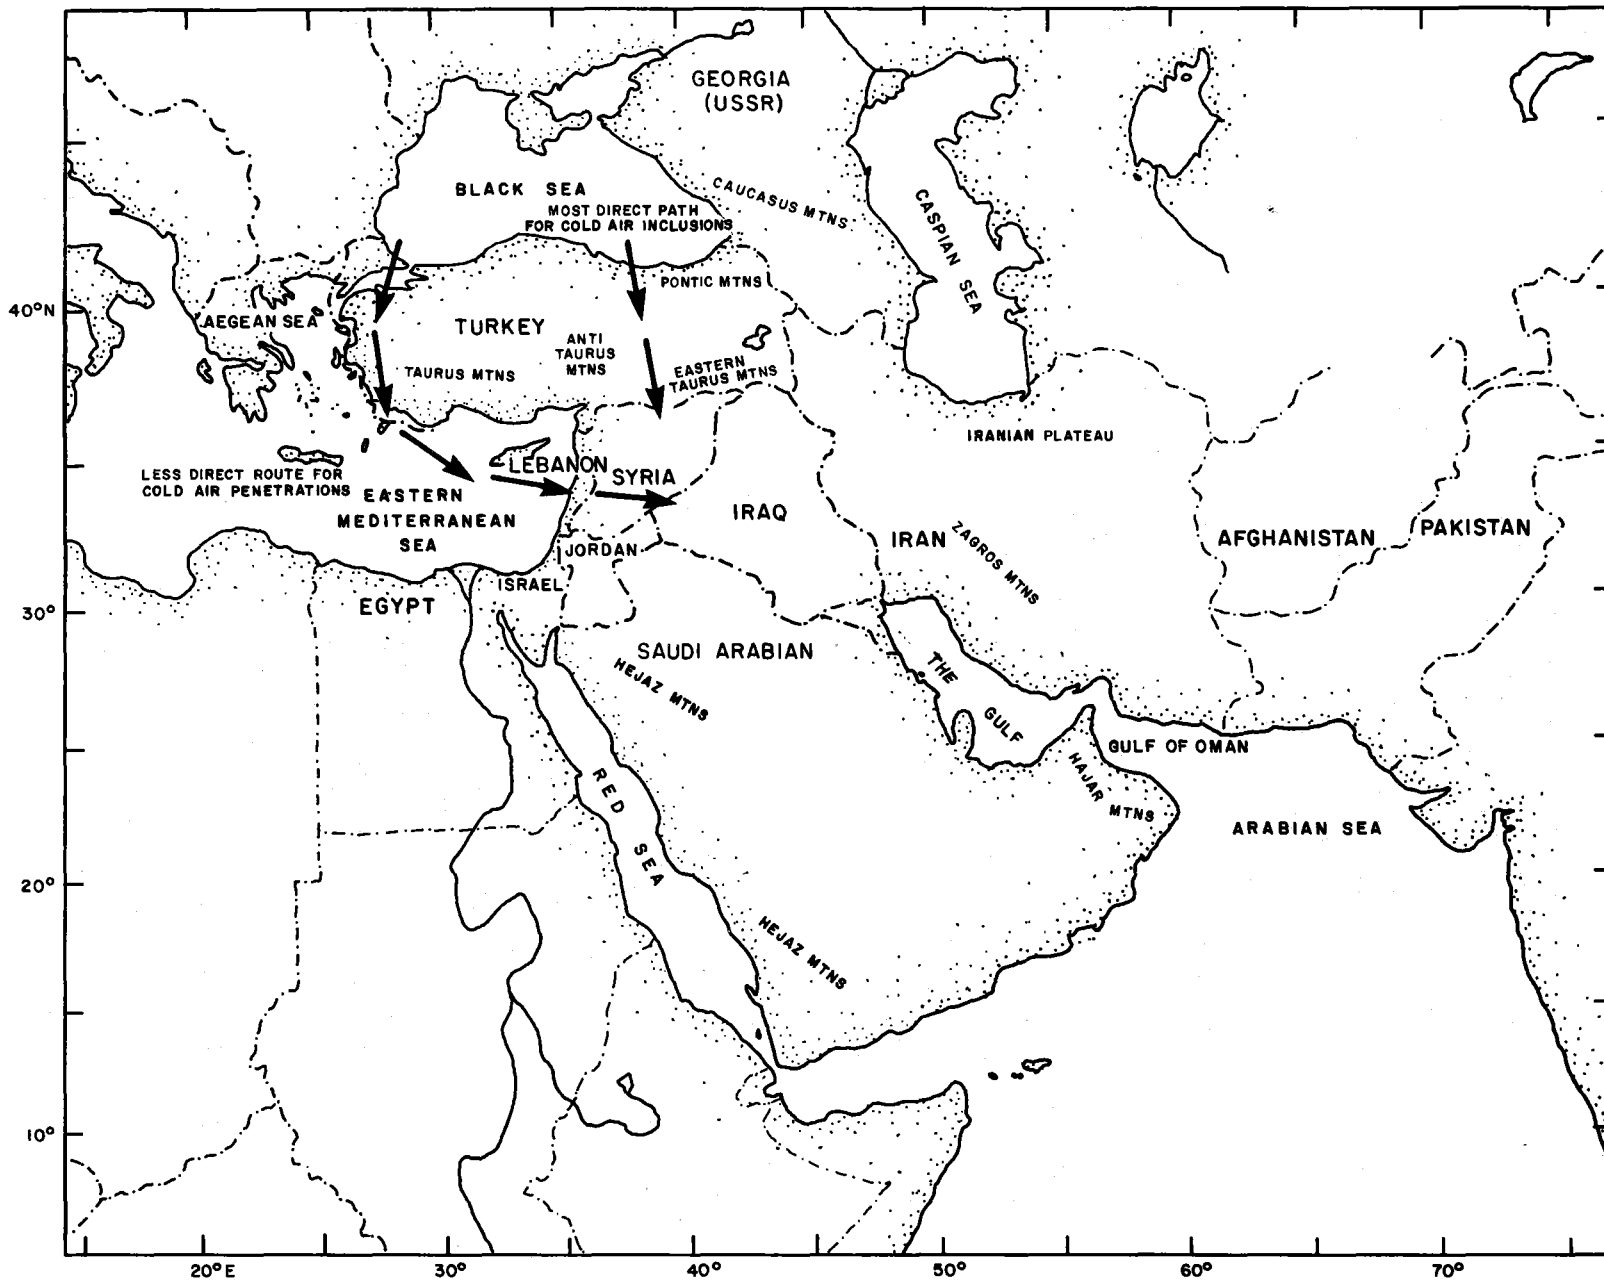 GEORGIA
(USSR)
BLACK SEA
MOST DIRECT PATH
FOR COLD AIR INCLUSIONS
CAUCASUS MTNS
CASPIAN SEA
PONTIC MTNS
40°N
AEGEAN SEA
TURKEY
ANTI
TAURUS
MTNS
TAURUS MTNS
EASTERN
TAURUS MTNS
IRANIAN PLATEAU
LESS DIRECT ROUTE FOR
COLD AIR PENETRATIONS
LEBANON
SYRIA
EASTERN
MEDITERRANEAN
SEA
IRAQ
IRAN
ZAGROS MTNS
AFGHANISTAN
PAKISTAN
JORDAN
ISRAEL
EGYPT
30°
SAUDI ARABIAN
HEJAZ MTNS
THE
GULF
GULF OF OMAN
HAJAR MTNS
RED SEA
ARABIAN SEA
20°
HEJAZ MTNS
10°
20°E
30°
40°
50°
60°
70°